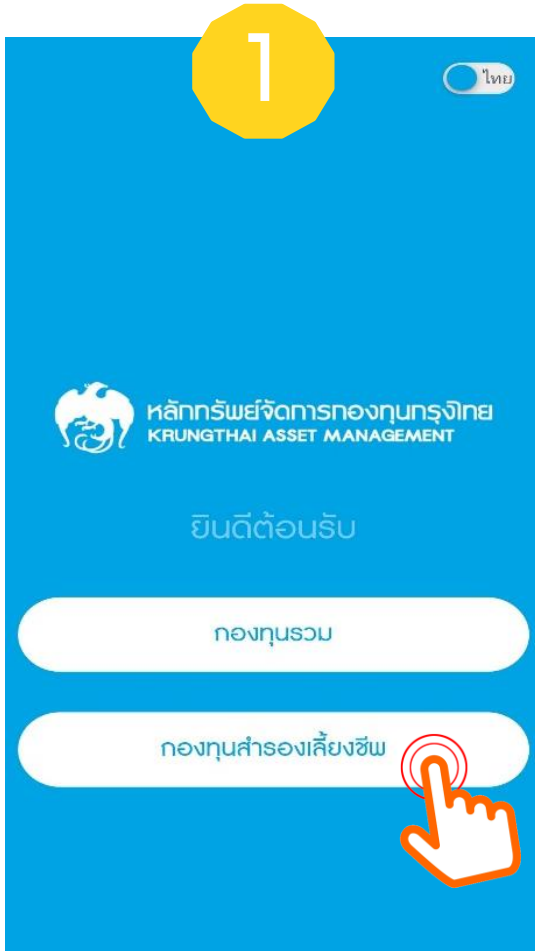 1
ไทย
หลักทรัพย์จัดการกองทุนกรุงไทย
KRUNGTHAI ASSET MANAGEMENT
ยินดีต้อนรับ
กองทุนรวม
กองทุนสำรองเลี้ยงชีพ